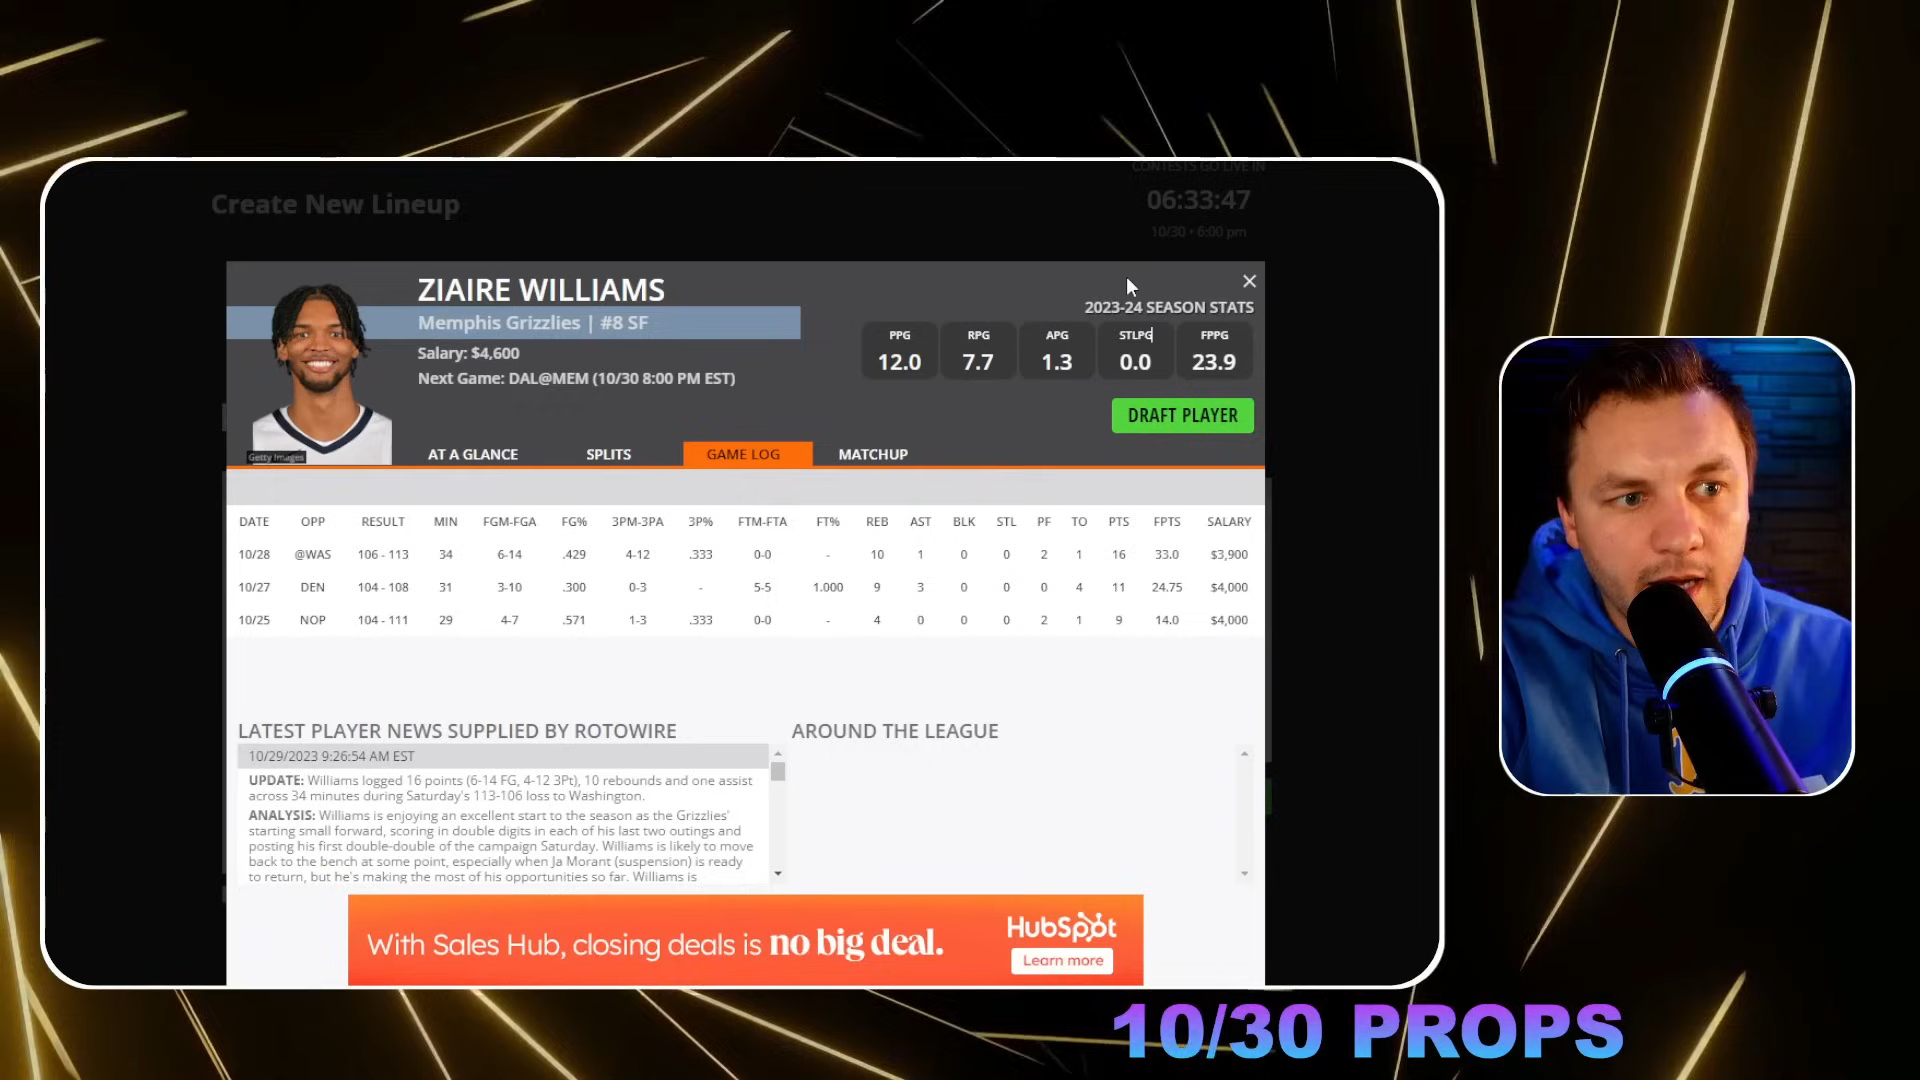 CONTESTS GO LIVE IN
Create New Lineup
06:33:47
10/30 • 6:00 pm
ZIAIRE WILLIAMS
Memphis Grizzlies | #8 SF
Salary: $4,600
Next Game: DAL@MEM (10/30 8:00 PM EST)
2023-24 SEASON STATS
PPG RPG APG STLPG FPPG
12.0 7.7 1.3 0.0 23.9
DRAFT PLAYER
Getty Images
AT A GLANCE SPLITS GAME LOG MATCHUP
DATE OPP RESULT MIN FGM-FGA FG% 3PM-3PA 3P% FTM-FTA FT% REB AST BLK STL PF TO PTS FPTS SALARY
10/28 @WAS 106 - 113 34 6-14 .429 4-12 .333 0-0 - 10 1 0 0 2 1 16 33.0 $3,900
10/27 DEN 104 - 108 31 3-10 .300 0-3 - 5-5 1.000 9 3 0 0 0 4 11 24.75 $4,000
10/25 NOP 104 - 111 29 4-7 .571 1-3 .333 0-0 - 4 0 0 0 2 1 9 14.0 $4,000
LATEST PLAYER NEWS SUPPLIED BY ROTOWIRE
AROUND THE LEAGUE
10/29/2023 9:26:54 AM EST
UPDATE: Williams logged 16 points (6-14 FG, 4-12 3Pt), 10 rebounds and one assist
across 34 minutes during Saturday's 113-106 loss to Washington.
ANALYSIS: Williams is enjoying an excellent start to the season as the Grizzlies'
starting small forward, scoring in double digits in each of his last two outings and
posting his first double-double of the campaign Saturday. Williams is likely to move
back to the bench at some point, especially when Ja Morant (suspension) is ready
to return, but he's making the most of his opportunities so far. Williams is
With Sales Hub, closing deals is no big deal.
HubSpot
Learn more
10/30 PROPS